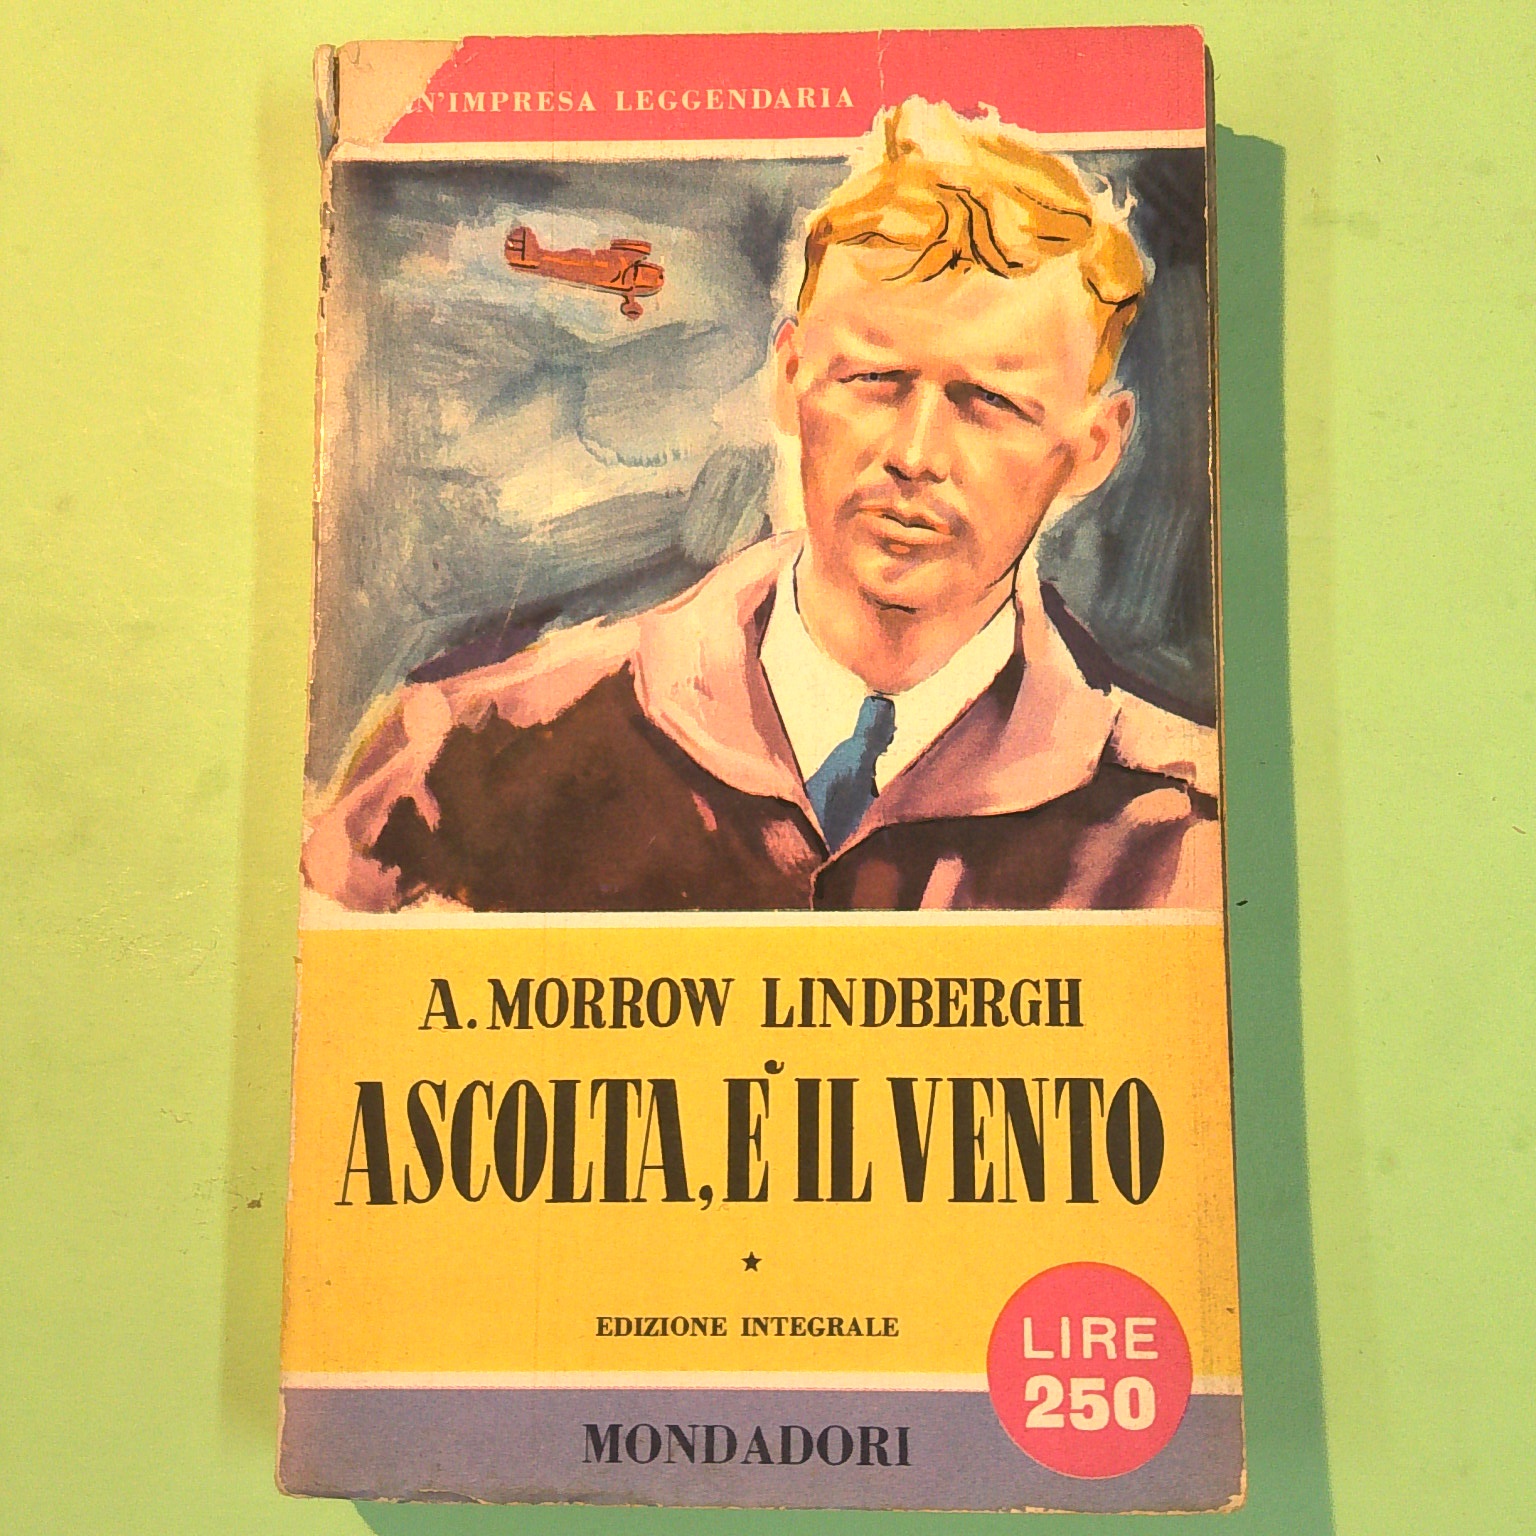 N'IMPRESA LEGGENDARIA
A. MORROW LINDBERGH
ASCOLTA, È IL VENTO
EDIZIONE INTEGRALE
LIRE
250
MONDADORI